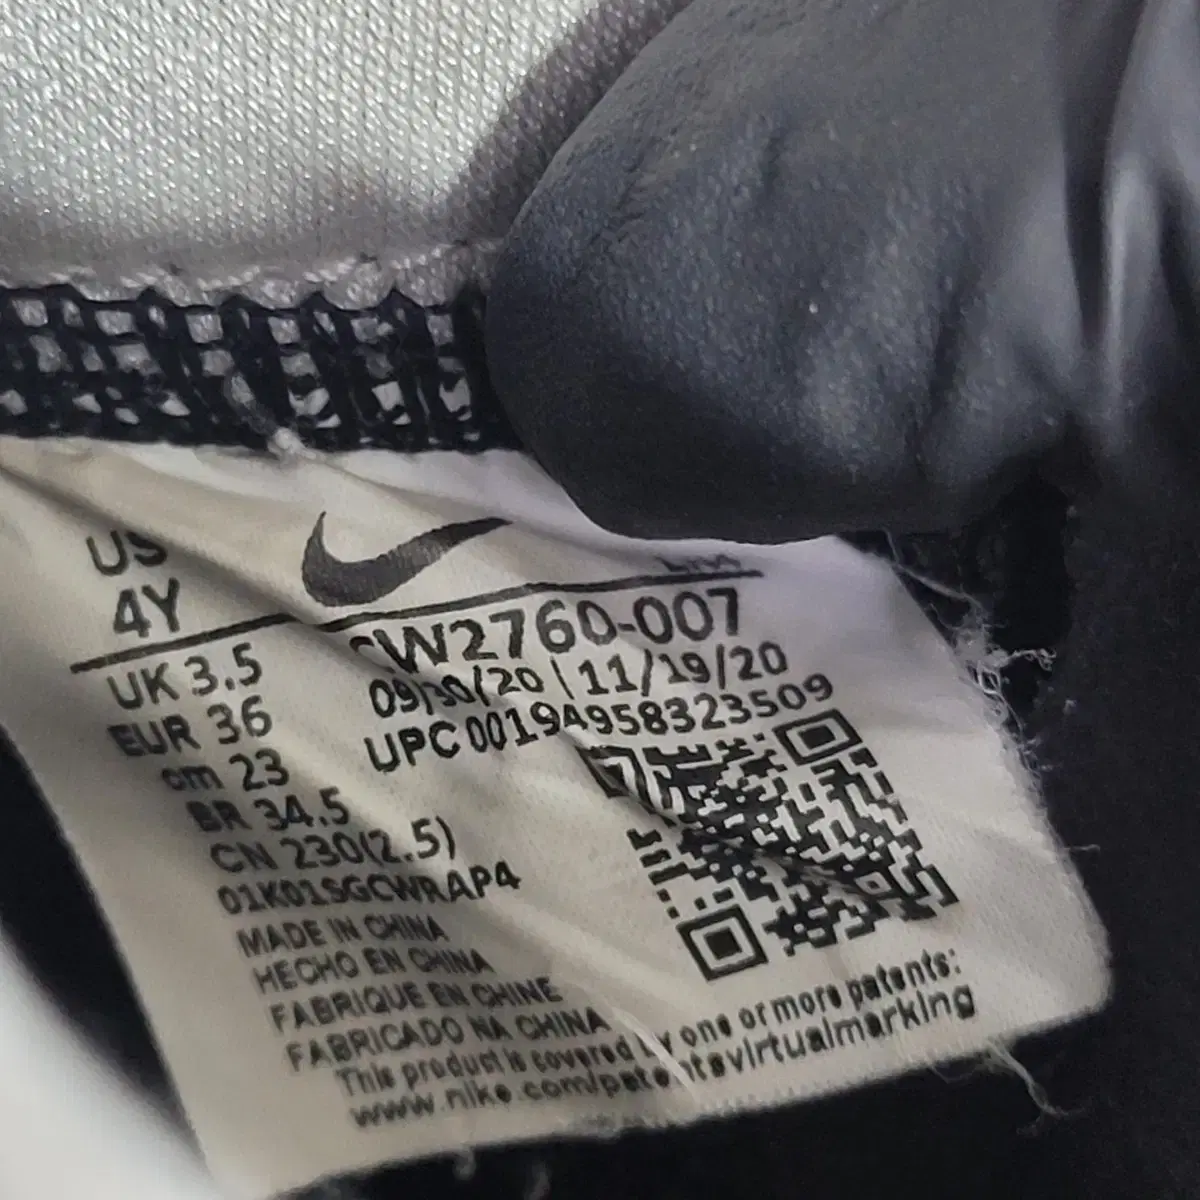 US
4Y
UK 3.5
EUR 36
cm 23
BR 34.5
CN 230(2.5)
01K01SGCWRAP4
MADE IN CHINA
HECHO EN CHINA
FABRIQUE EN CHINE
FABRICADO NA CHINA
This product is covered by one or more patents:
www.nike.com/patentsvirtualmarking
CW2760-007
09/30/20 | 11/19/20
UPC 00194958323509